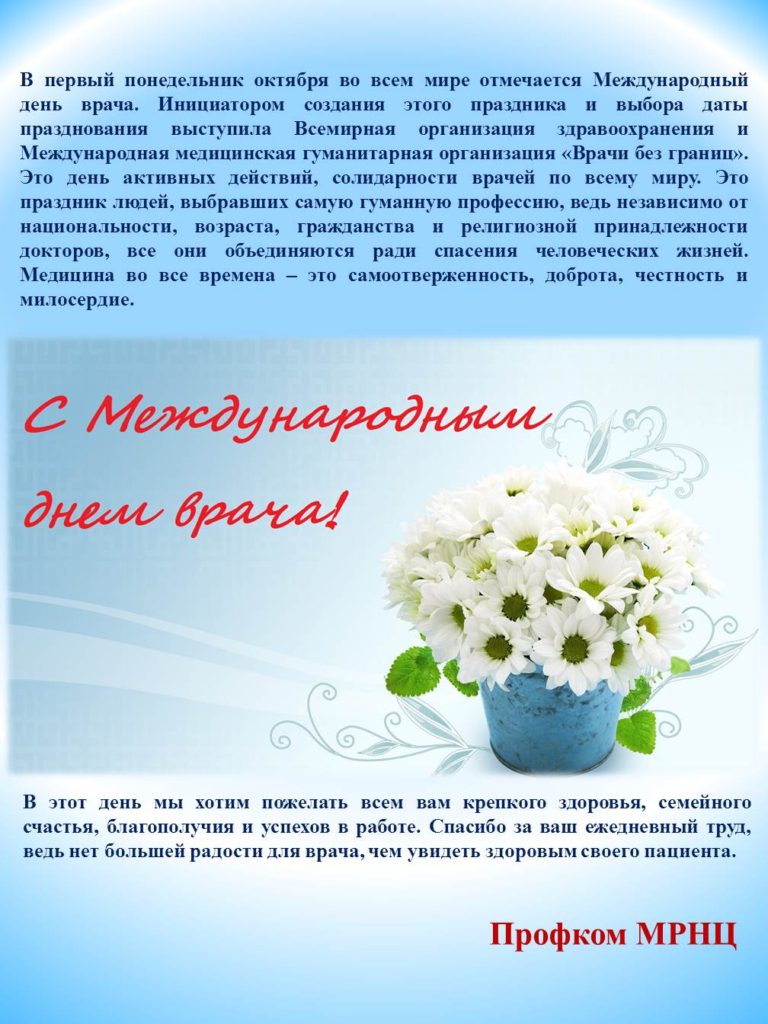 В первый понедельник октября во всем мире отмечается Международный
день врача. Инициатором создания этого праздника и выбора даты
празднования выступила Всемирная организация здравоохранения и
Международная медицинская гуманитарная организация «Врачи без границ».
Это день активных действий, солидарности врачей по всему миру. Это
праздник людей, выбравших самую гуманную профессию, ведь независимо от
национальности, возраста, гражданства и религиозной принадлежности
докторов, все они объединяются ради спасения человеческих жизней.
Медицина во все времена – это самоотверженность, доброта, честность и
милосердие.
С Международным
днем врача!
В этот день мы хотим пожелать всем вам крепкого здоровья, семейного
счастья, благополучия и успехов в работе. Спасибо за ваш ежедневный труд,
ведь нет большей радости для врача, чем увидеть здоровым своего пациента.
Профком МРНЦ